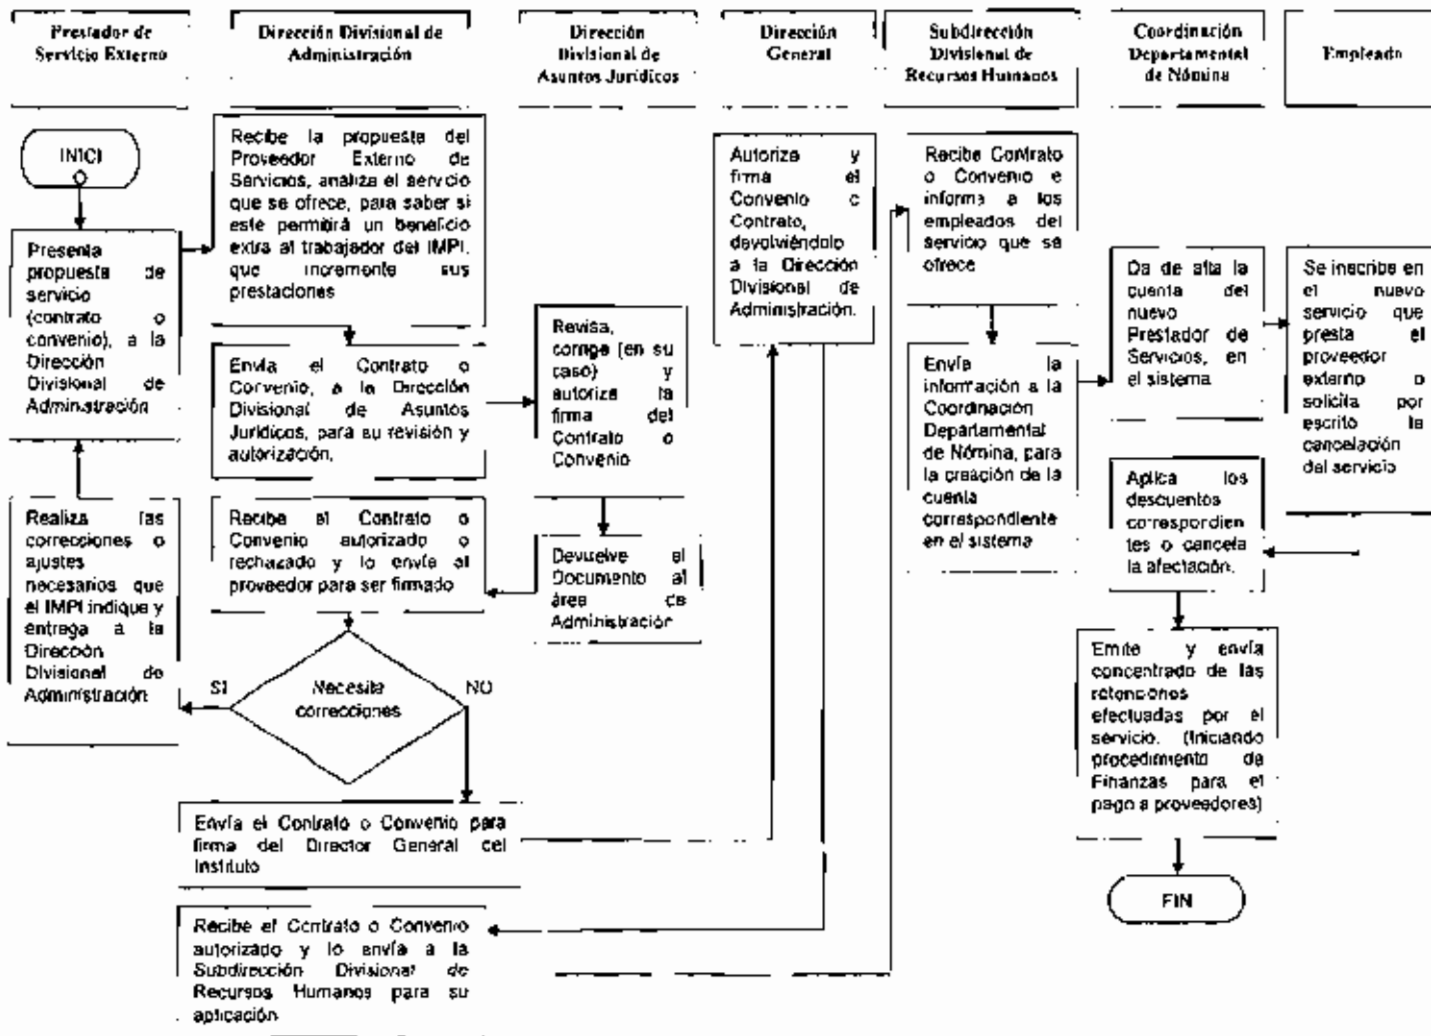 Prestador de
Servicio Externo
Dirección Divisional de
Administración
Dirección
Divisional de
Asuntos Jurídicos
Dirección
General
Subdirección
Divisional de
Recursos Humanos
Coordinación
Departamental
de Nómina
Empleado
INICI
Presenta
propuesta de
servicio
(contrato o
convenio), a la
Dirección
Divisional de
Administración
Realiza las
correcciones o
ajustes
necesarios que
el IMPI indique y
entrega a la
Dirección
Divisional de
Administración
Recibe la propuesta del
Proveedor Externo de
Servicios, analiza el servicio
que se ofrece, para saber si
este permitirá un beneficio
extra al trabajador del IMPI,
que incremente sus
prestaciones
Envía el Contrato o
Convenio, a la Dirección
Divisional de Asuntos
Jurídicos, para su revisión y
autorización.
Recibe el Contrato o
Convenio autorizado o
rechazado y lo envía al
proveedor para ser firmado
SI
Necesita
correcciones
NO
Envía el Contrato o Convenio para
firma del Director General del
Instituto
Recibe el Contrato o Convenio
autorizado y lo envía a la
Subdirección Divisional de
Recursos Humanos para su
aplicación
Revisa,
corrige (en su
caso) y
autoriza la
firma del
Contrato o
Convenio
Devuelve el
Documento al
área de
Administración
Autoriza y
firma el
Convenio o
Contrato,
devolviéndolo
a la Dirección
Divisional de
Administración.
Recibe Contrato
o Convenio e
informa a los
empleados del
servicio que se
ofrece
Envía la
información a la
Coordinación
Departamental
de Nómina, para
la creación de la
cuenta
correspondiente
en el sistema
Da de alta la
cuenta del
nuevo
Prestador de
Servicios, en
el sistema
Se inscribe en
el nuevo
servicio que
presta el
proveedor
externo o
solicita por
escrito la
cancelación
del servicio
Aplica los
descuentos
correspondien
tes o cancela
la afectación.
Emite y envía
concentrado de las
retenciones
efectuadas por el
servicio. (Iniciando
procedimiento de
Finanzas para el
pago a proveedores)
FIN